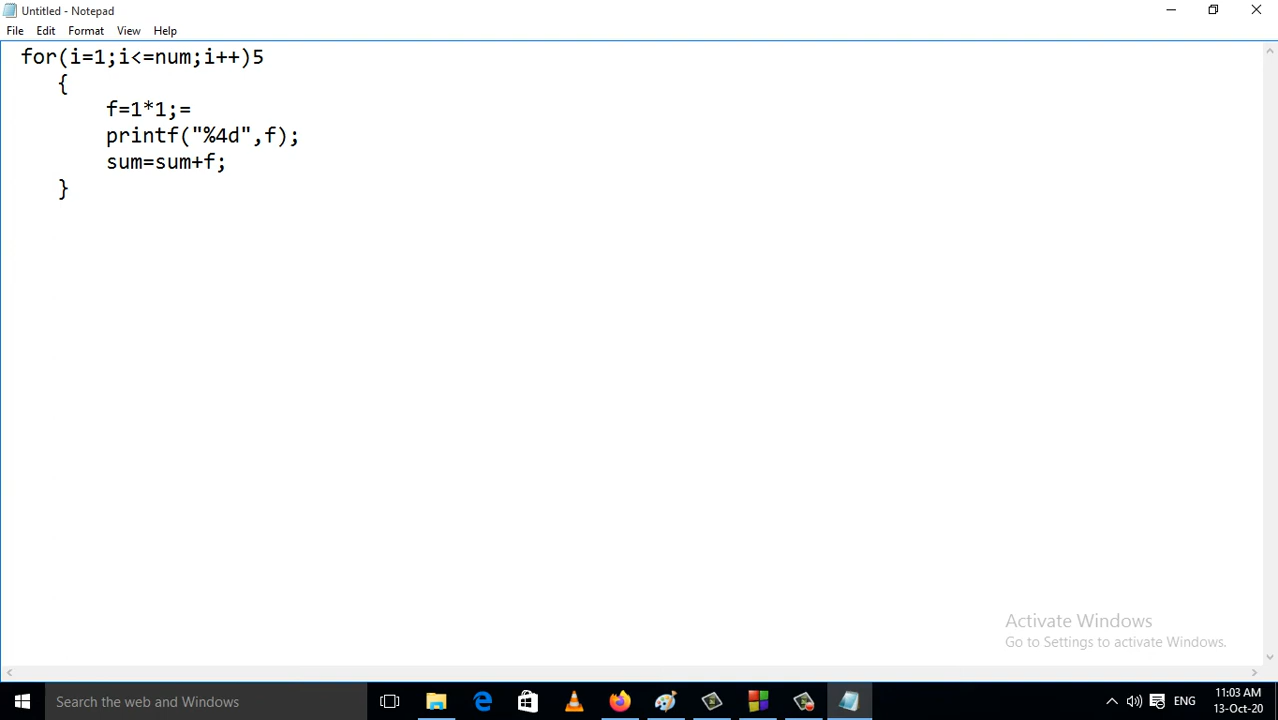 Untitled - Notepad
File Edit Format View Help
for(i=1;i<=num;i++)5
{
f=1*1;=
printf("%4d",f);
sum=sum+f;
}
Activate Windows
Go to Settings to activate Windows.
Search the web and Windows
ENG
11:03 AM
13-Oct-20